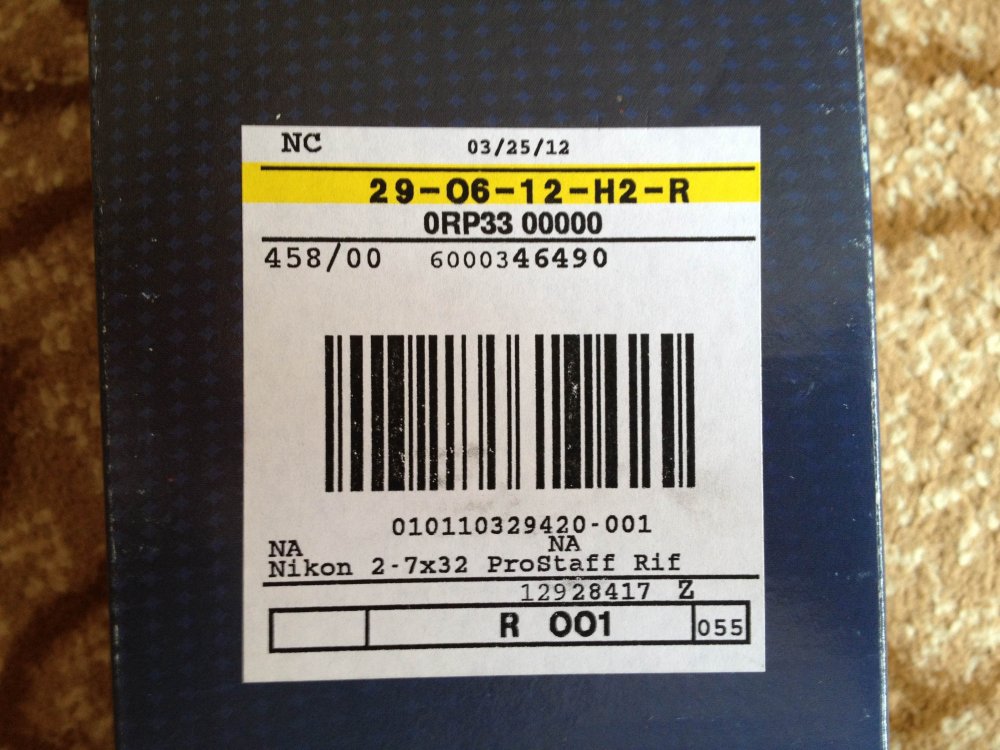 NC 03/25/12
29-06-12-H2-R
0RP33 00000
458/00 6000346490
010110329420-001
NA NA
Nikon 2-7x32 ProStaff Rif
12928417 Z
R 001 055